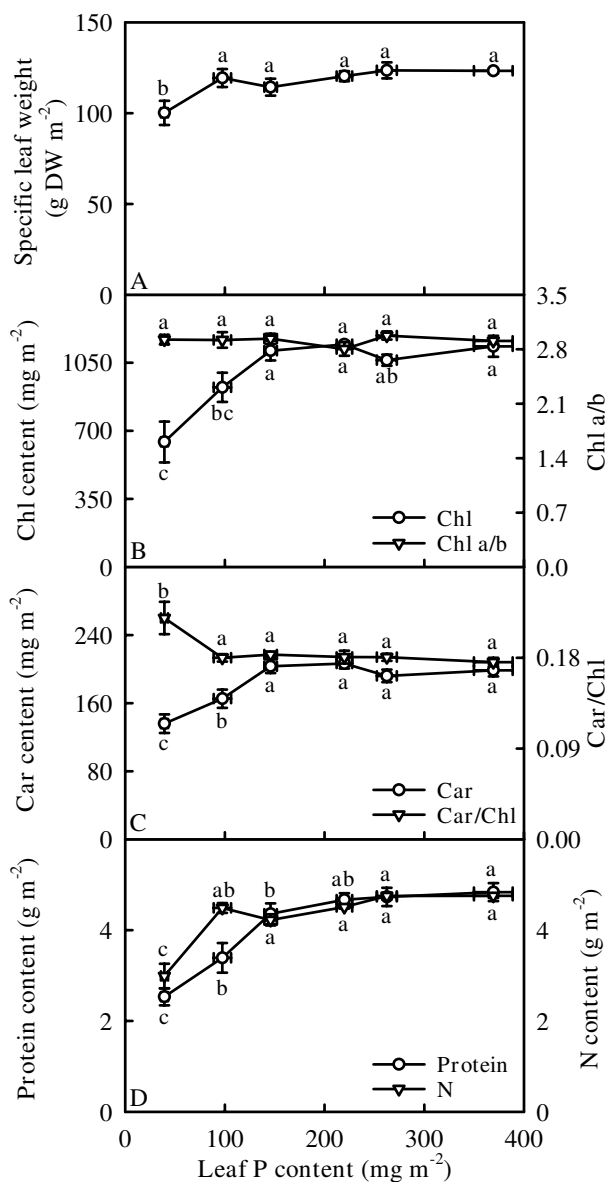 150
100
50
0
Specific leaf weight
(g DW m-2)
b
a
a
a
a
a
A
1050
700
350
0
Chl centent (mg m-2)
3.5
2.8
2.1
1.4
0.7
0.0
Chl a/b
a
a
a
a
a
a
c
bc
a
a
ab
a
Chl
Chl a/b
B
240
160
80
0
Car centent (mg m-2)
0.18
0.09
0.00
Car/Chl
b
a
a
a
a
a
c
b
a
a
a
a
Car
Car/Chl
C
4
2
0
Protein content (g m-2)
4
2
0
N content (g m-2)
c
ab
b
ab
a
a
c
b
a
a
a
a
Protein
N
D
0 100 200 300 400
Leaf P content (mg m-2)